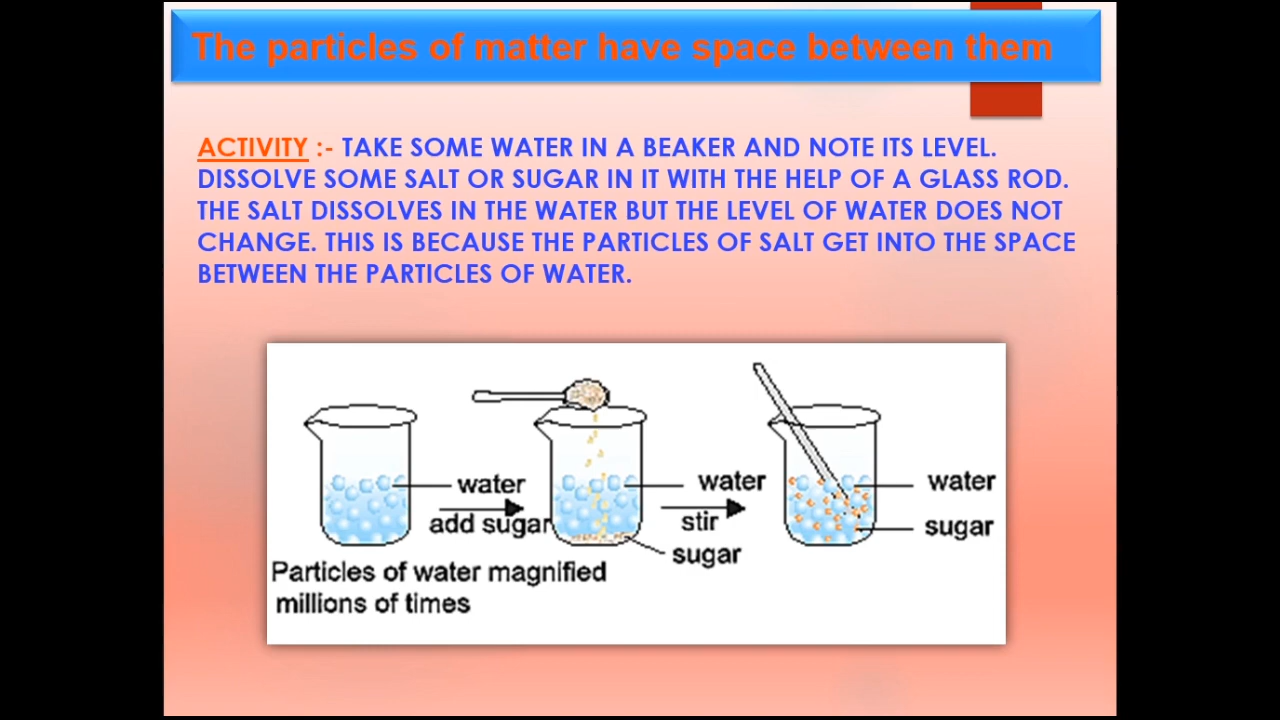 The particles of matter have space between them
ACTIVITY :- TAKE SOME WATER IN A BEAKER AND NOTE ITS LEVEL.
DISSOLVE SOME SALT OR SUGAR IN IT WITH THE HELP OF A GLASS ROD.
THE SALT DISSOLVES IN THE WATER BUT THE LEVEL OF WATER DOES NOT
CHANGE. THIS IS BECAUSE THE PARTICLES OF SALT GET INTO THE SPACE
BETWEEN THE PARTICLES OF WATER.
water
add sugar
water
stir
sugar
water
sugar
Particles of water magnified
millions of times